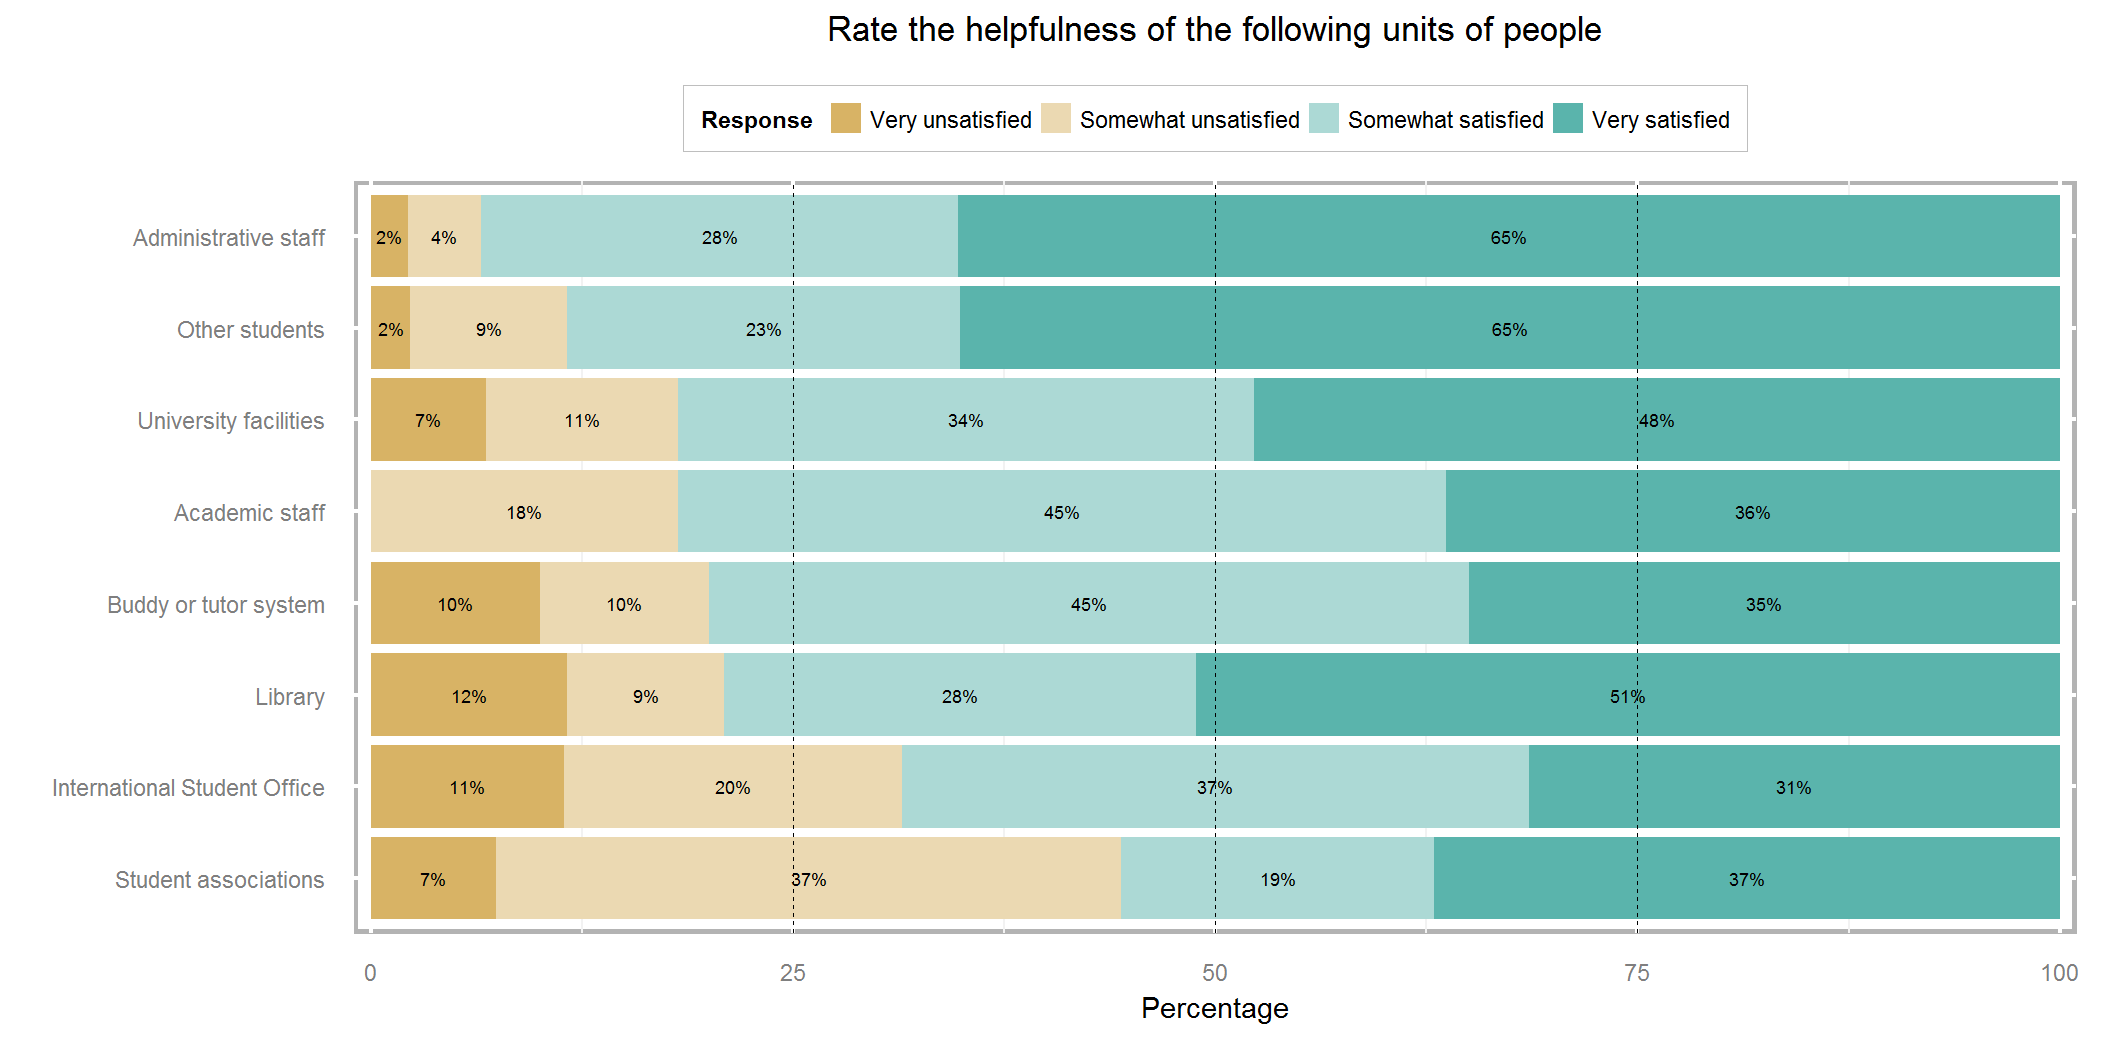 Rate the helpfulness of the following units of people
Response Very unsatisfied Somewhat unsatisfied Somewhat satisfied Very satisfied
Administrative staff 2% 4% 28% 65%
Other students 2% 9% 23% 65%
University facilities 7% 11% 34% 48%
Academic staff 18% 45% 36%
Buddy or tutor system 10% 10% 45% 35%
Library 12% 9% 28% 51%
International Student Office 11% 20% 37% 31%
Student associations 7% 37% 19% 37%
0 25 50 75 100
Percentage